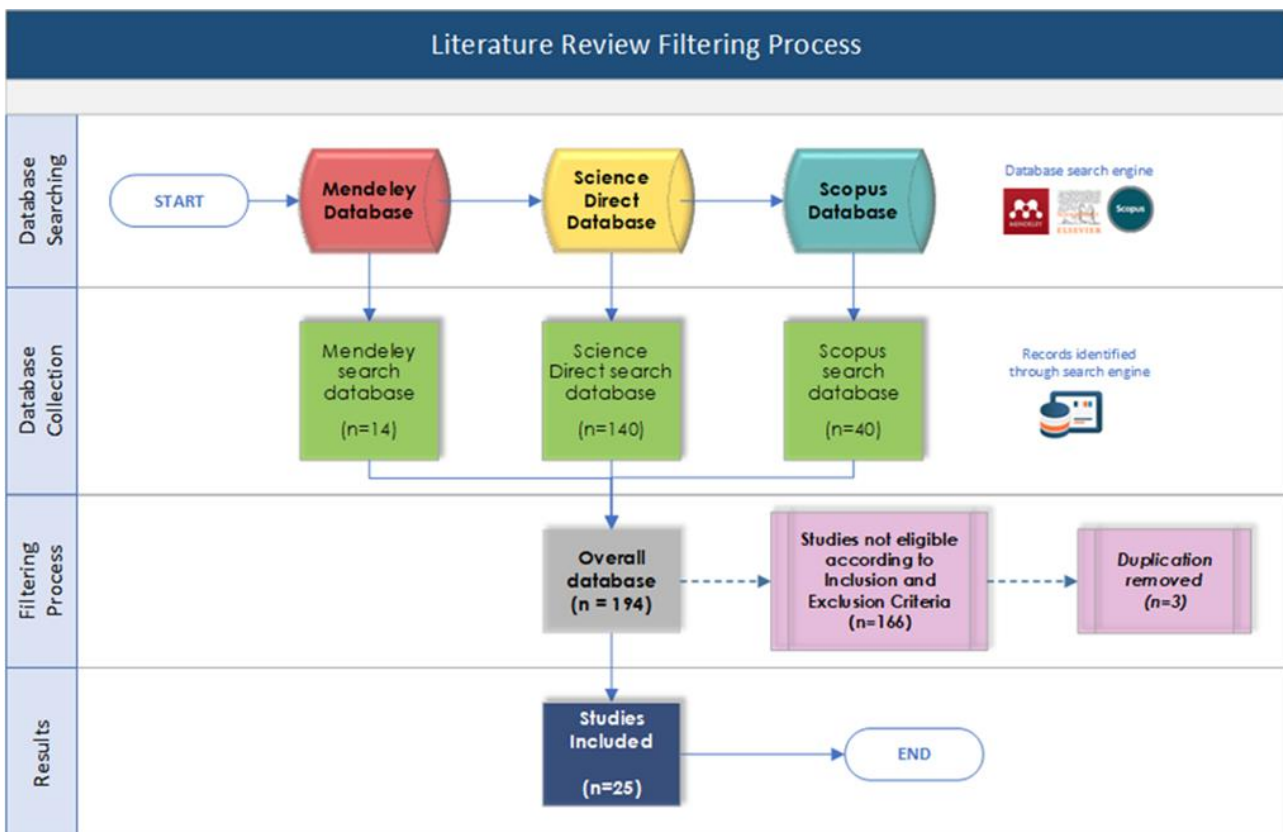 Literature Review Filtering Process
Database
Searching
START
Mendeley
Database
Science
Direct
Database
Scopus
Database
Database search engine
MENDELEY
ELSEVIER
Scopus
Database
Collection
Mendeley
search
database
(n=14)
Science
Direct search
database
(n=140)
Scopus
search
database
(n=40)
Records identified
through search engine
Filtering
Process
Overall
database
(n = 194)
Studies not eligible
according to
Inclusion and
Exclusion Criteria
(n=166)
Duplication
removed
(n=3)
Results
Studies
Included
(n=25)
END